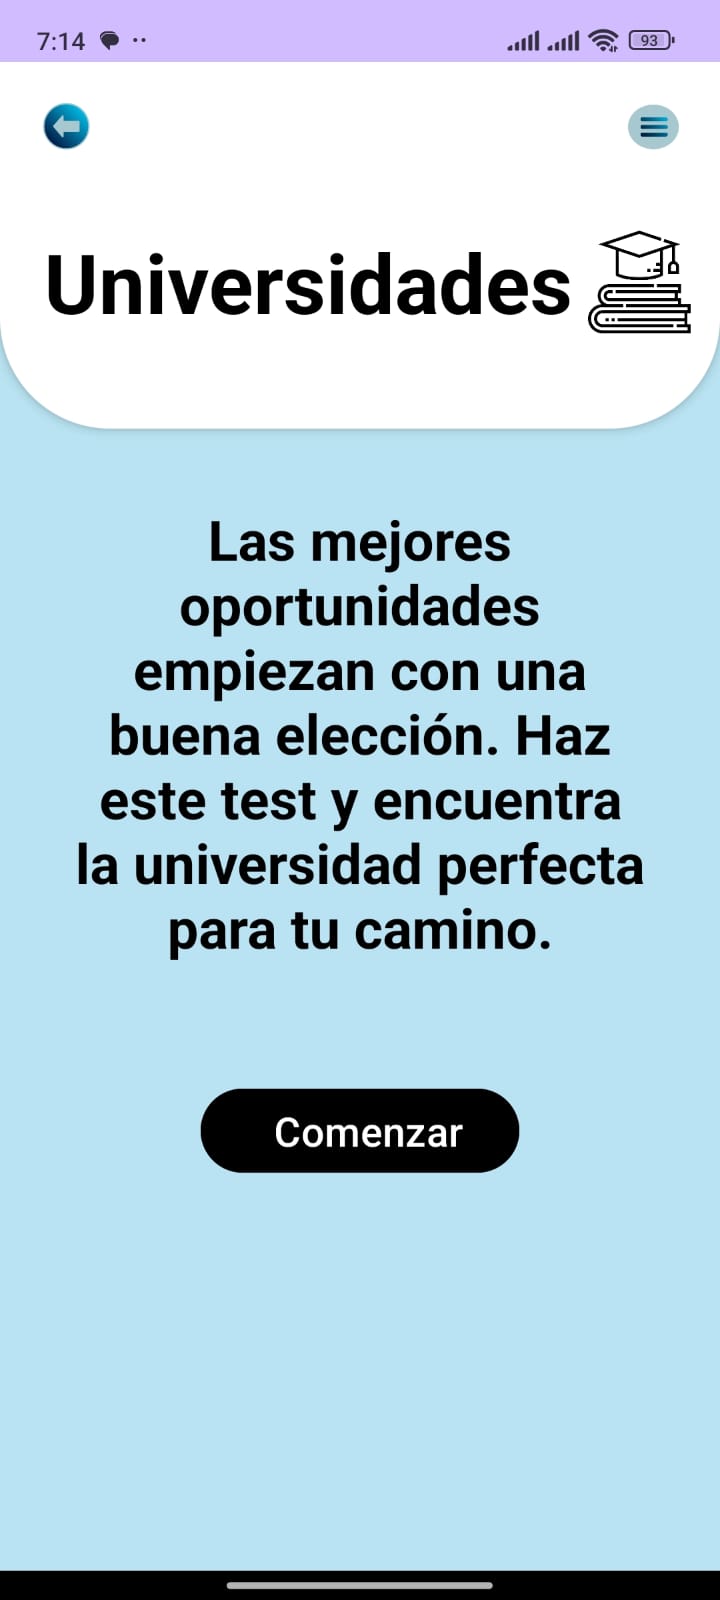 7:14
93
Universidades
Las mejores
oportunidades
empiezan con una
buena elección. Haz
este test y encuentra
la universidad perfecta
para tu camino.
Comenzar